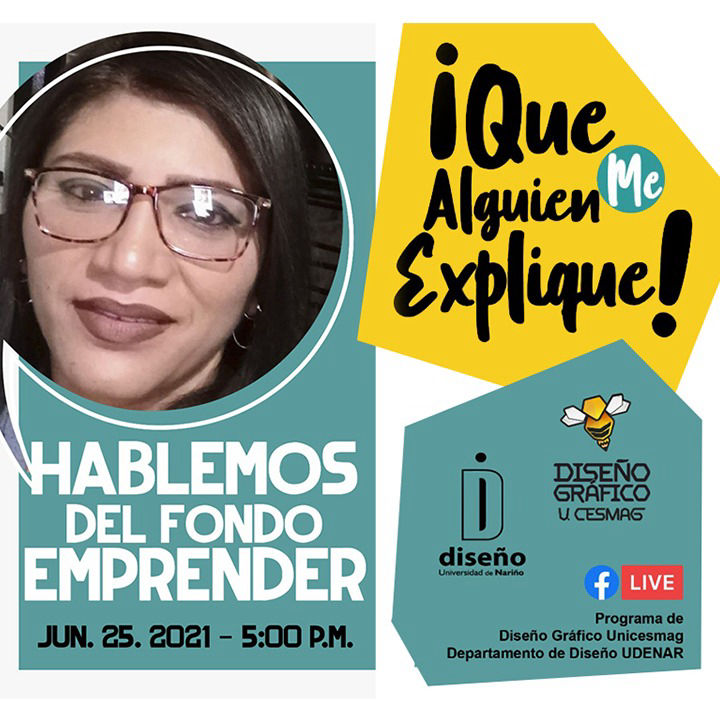 HABLEMOS
DEL FONDO
EMPRENDER
JUN. 25. 2021 - 5:00 P.M.
¡Que
Alguien Me
Explique!
diseño
Universidad de Nariño
DISEÑO
GRÁFICO
U. CESMAG
LIVE
Programa de
Diseño Gráfico Unicesmag
Departamento de Diseño UDENAR